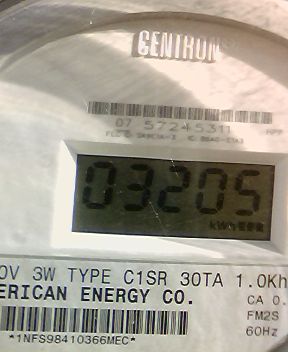 CENTRON
07 57245311
03205
0V 3W TYPE C1SR 30TA 1.0Kh
ERICAN ENERGY CO.
CA 0.
FM2S
60Hz
*1NFS98410366MEC*